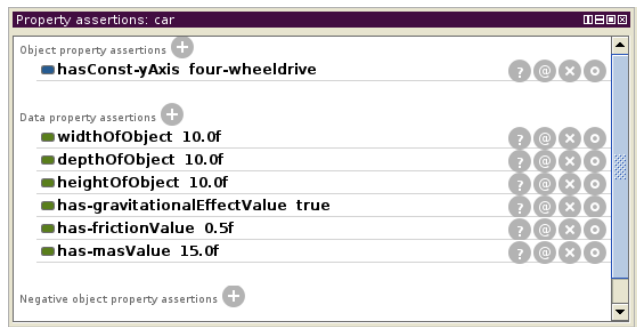 Property assertions: car
Object property assertions
hasConst-yAxis four-wheeldrive
? @ × o
Data property assertions
widthOfObject 10.0f
? @ × o
depthOfObject 10.0f
? @ × o
heightOfObject 10.0f
? @ × o
has-gravitationalEffectValue true
? @ × o
has-frictionValue 0.5f
? @ × o
has-masValue 15.0f
? @ × o
Negative object property assertions